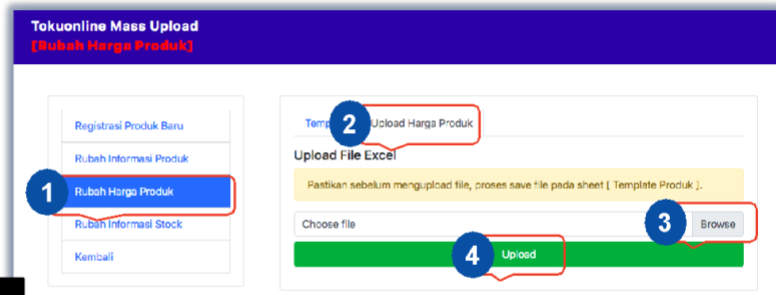 Tokuonline Mass Upload
[Rubah Harga Produk]
Registrasi Produk Baru
Rubah Informasi Produk
1
Rubah Harga Produk
Rubah Informasi Stock
Kembali
2
Upload Harga Produk
Upload File Excel
Pastikan sebelum mengupload file, proses save file pada sheet [ Template Produk ].
Choose file
3
Browse
4
Upload